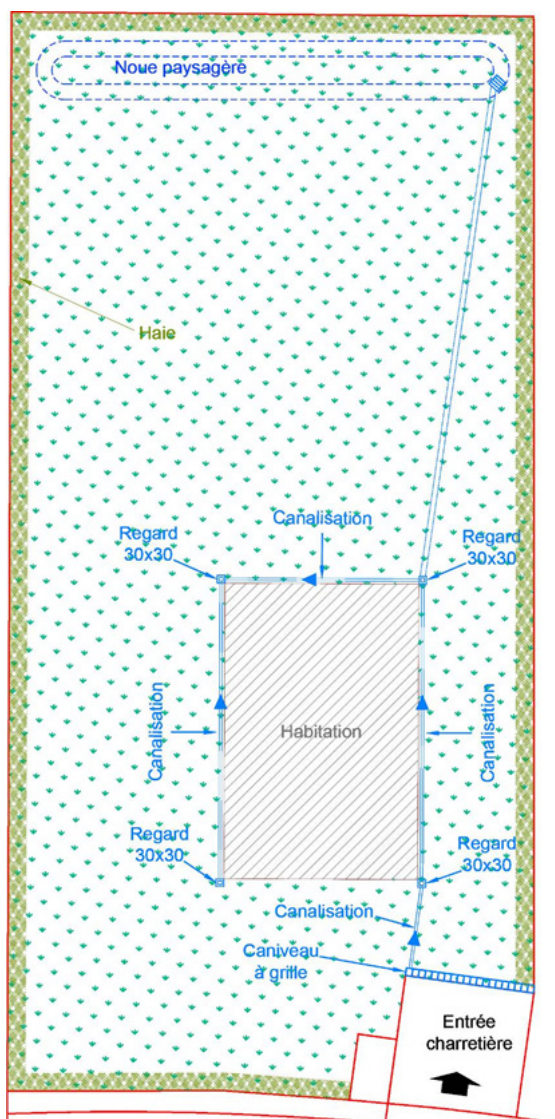 Noue paysagère
Haie
Canalisation
Regard
30x30
Regard
30x30
Canalisation
Habitation
Canalisation
Regard
30x30
Regard
30x30
Canalisation
Caniveau
à grille
Entrée
charretière